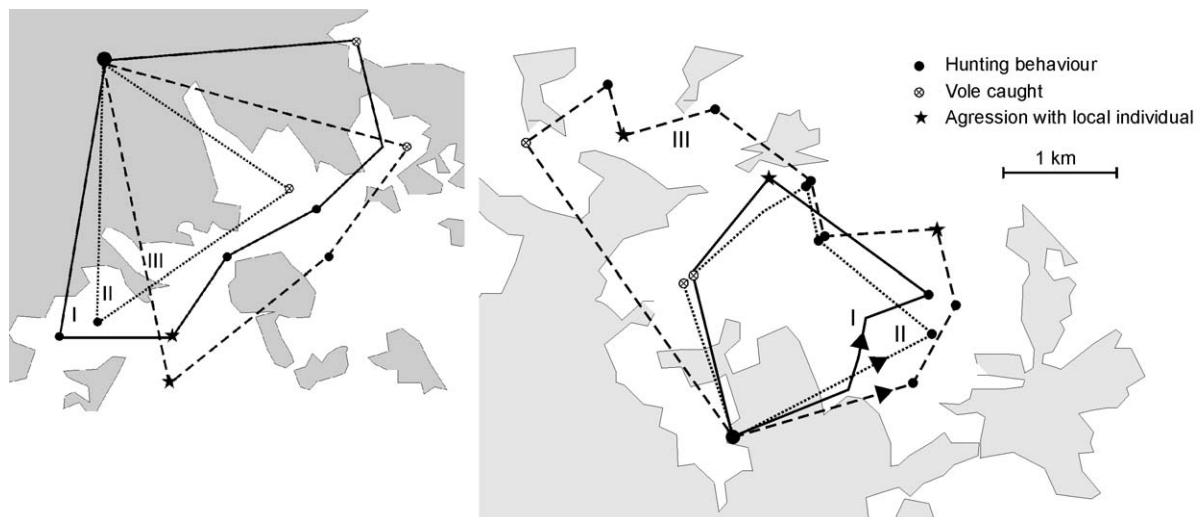 I
II
III
Hunting behaviour
Vole caught
Agression with local individual
1 km
III
I
II